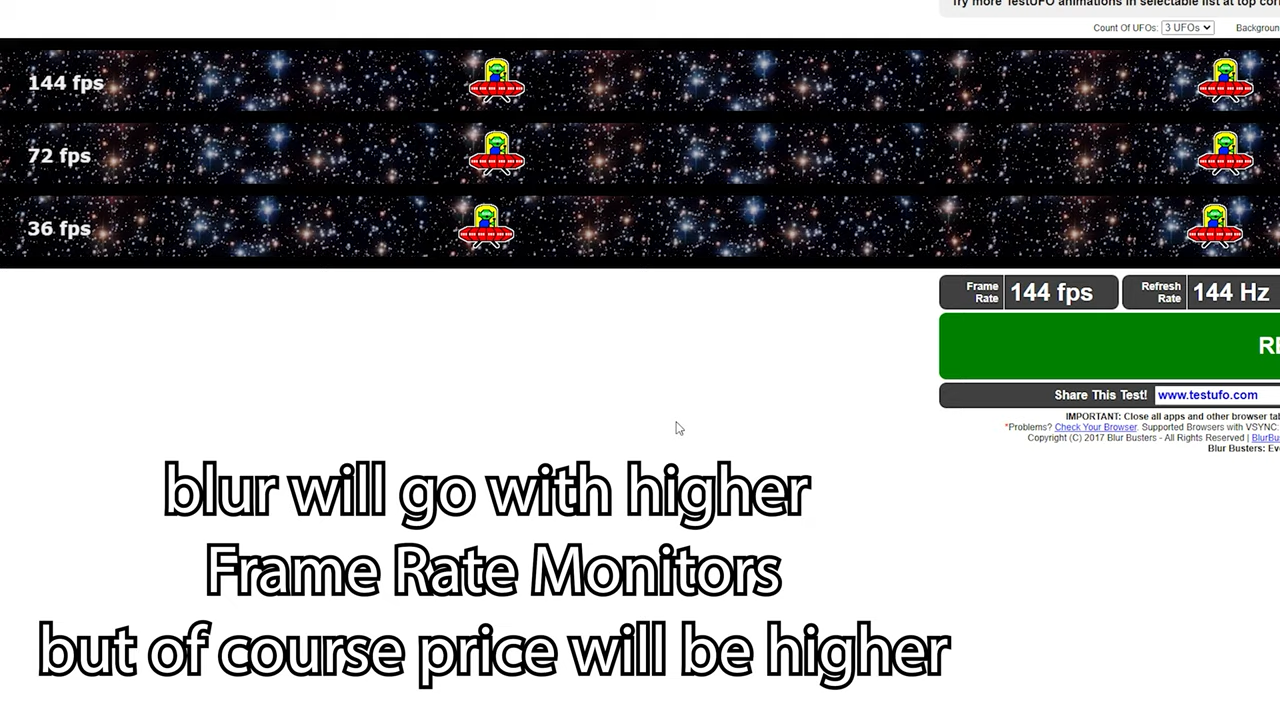 Try more TestUFO animations in selectable list at top
Count Of UFOs: 3 UFOs
144 fps
72 fps
36 fps
Frame Rate 144 fps
Refresh Rate 144 Hz
Share This Test! www.testufo.com
IMPORTANT: Close all apps and other browser
*Problems? Check Your Browser. Supported Browsers with VSYNC:
Copyright (C) 2017 Blur Busters - All Rights Reserved |
Blur Busters:
blur will go with higher
Frame Rate Monitors
but of course price will be higher